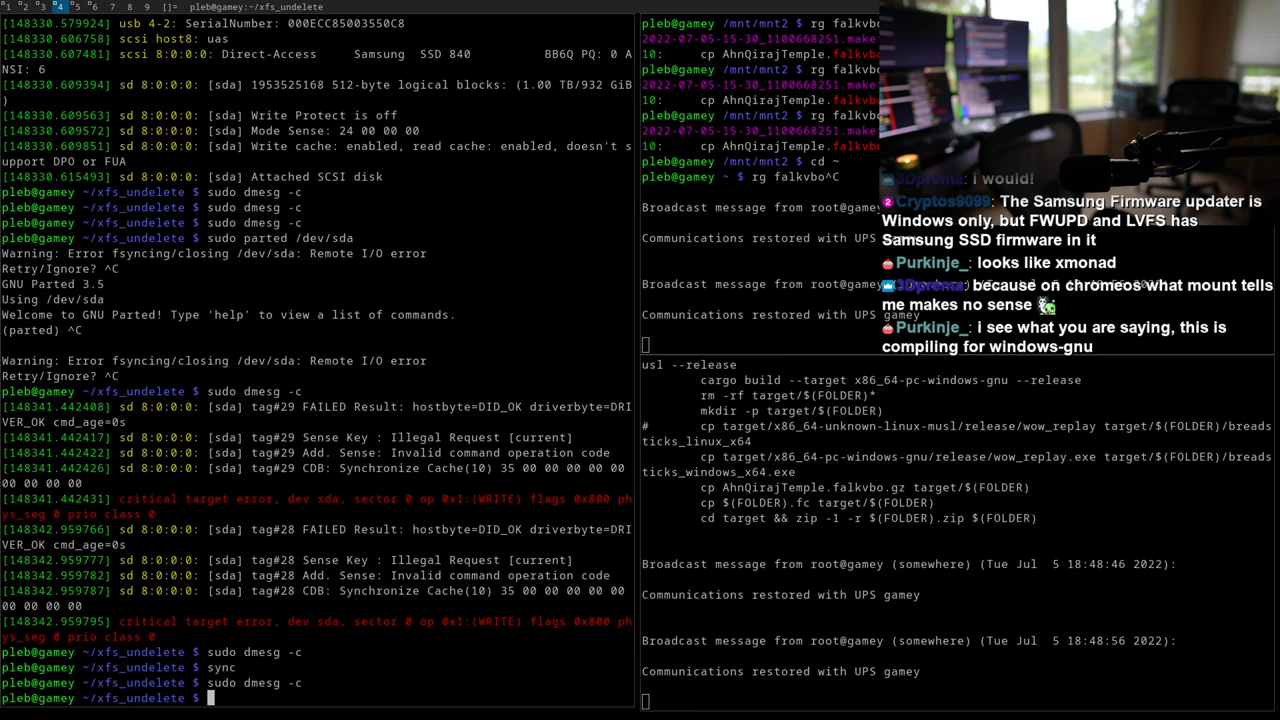 1 2 3 4 5 6 7 8 9 []= pleb@gamey:~/xfs_undelete
[148330.579924] usb 4-2: SerialNumber: 000ECC85003550C8
[148330.606758] scsi host8: uas
[148330.607481] scsi 8:0:0:0: Direct-Access     Samsung  SSD 840          BB6Q PQ: 0 A
NSI: 6
[148330.609394] sd 8:0:0:0: [sda] 1953525168 512-byte logical blocks: (1.00 TB/932 GiB
)
[148330.609563] sd 8:0:0:0: [sda] Write Protect is off
[148330.609572] sd 8:0:0:0: [sda] Mode Sense: 24 00 00 00
[148330.609851] sd 8:0:0:0: [sda] Write cache: enabled, read cache: enabled, doesn't s
upport DPO or FUA
[148330.615493] sd 8:0:0:0: [sda] Attached SCSI disk
pleb@gamey ~/xfs_undelete $ sudo dmesg -c
pleb@gamey ~/xfs_undelete $ sudo dmesg -c
pleb@gamey ~/xfs_undelete $ sudo dmesg -c
pleb@gamey ~/xfs_undelete $ sudo parted /dev/sda
Warning: Error fsyncing/closing /dev/sda: Remote I/O error
Retry/Ignore? ^C
GNU Parted 3.5
Using /dev/sda
Welcome to GNU Parted! Type 'help' to view a list of commands.
(parted) ^C
Warning: Error fsyncing/closing /dev/sda: Remote I/O error
Retry/Ignore? ^C
pleb@gamey ~/xfs_undelete $ sudo dmesg -c
[148341.442408] sd 8:0:0:0: [sda] tag#29 FAILED Result: hostbyte=DID_OK driverbyte=DRI
VER_OK cmd_age=0s
[148341.442417] sd 8:0:0:0: [sda] tag#29 Sense Key : Illegal Request [current]
[148341.442422] sd 8:0:0:0: [sda] tag#29 Add. Sense: Invalid command operation code
[148341.442426] sd 8:0:0:0: [sda] tag#29 CDB: Synchronize Cache(10) 35 00 00 00 00 00
00 00 00 00
[148341.442431] critical target error, dev sda, sector 0 op 0x1:(WRITE) flags 0x800 ph
ys_seg 0 prio class 0
[148342.959766] sd 8:0:0:0: [sda] tag#28 FAILED Result: hostbyte=DID_OK driverbyte=DRI
VER_OK cmd_age=0s
[148342.959777] sd 8:0:0:0: [sda] tag#28 Sense Key : Illegal Request [current]
[148342.959782] sd 8:0:0:0: [sda] tag#28 Add. Sense: Invalid command operation code
[148342.959787] sd 8:0:0:0: [sda] tag#28 CDB: Synchronize Cache(10) 35 00 00 00 00 00
00 00 00 00
[148342.959795] critical target error, dev sda, sector 0 op 0x1:(WRITE) flags 0x800 ph
ys_seg 0 prio class 0
pleb@gamey ~/xfs_undelete $ sudo dmesg -c
pleb@gamey ~/xfs_undelete $ sync
pleb@gamey ~/xfs_undelete $ sudo dmesg -c
pleb@gamey ~/xfs_undelete $
pleb@gamey /mnt/mnt2 $ rg falkvbo
2022-07-05-15-30_1100668251.make
10:     cp AhnQirajTemple.falkvb
pleb@gamey /mnt/mnt2 $ rg falkvbo
2022-07-05-15-30_1100668251.make
10:     cp AhnQirajTemple.falkvb
pleb@gamey /mnt/mnt2 $ rg falkvbo
2022-07-05-15-30_1100668251.make
10:     cp AhnQirajTemple.falkvb
pleb@gamey /mnt/mnt2 $ cd ~
pleb@gamey ~ $ rg falkvbo^C
Broadcast message from root@gamey
Communications restored with UPS
Broadcast message from root@gamey
Communications restored with UPS gamey
3Dprema: i would!
Cryptos9099: The Samsung Firmware updater is
Windows only, but FWUPD and LVFS has
Samsung SSD firmware in it
Purkinje_: looks like xmonad
3Dprema: because on chromeos what mount tells
me makes no sense
Purkinje_: i see what you are saying, this is
compiling for windows-gnu
usl --release
cargo build --target x86_64-pc-windows-gnu --release
rm -rf target/$(FOLDER)*
mkdir -p target/$(FOLDER)
#       cp target/x86_64-unknown-linux-musl/release/wow_replay target/$(FOLDER)/breads
ticks_linux_x64
cp target/x86_64-pc-windows-gnu/release/wow_replay.exe target/$(FOLDER)/breads
ticks_windows_x64.exe
cp AhnQirajTemple.falkvbo.gz target/$(FOLDER)
cp $(FOLDER).fc target/$(FOLDER)
cd target && zip -1 -r $(FOLDER).zip $(FOLDER)
Broadcast message from root@gamey (somewhere) (Tue Jul  5 18:48:46 2022):
Communications restored with UPS gamey
Broadcast message from root@gamey (somewhere) (Tue Jul  5 18:48:56 2022):
Communications restored with UPS gamey